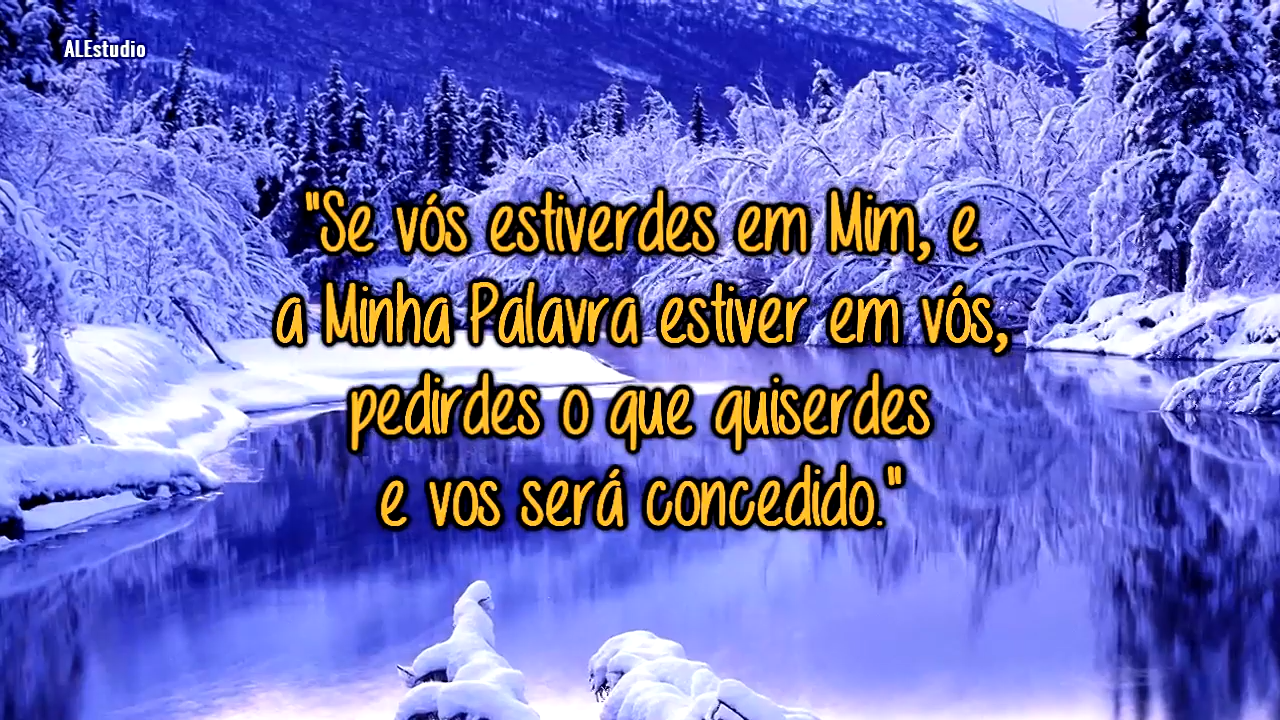 ALEstudio
"Se vós estiverdes em Mim, e
a Minha Palavra estiver em vós,
pedirdes o que quiserdes
e vos será concedido."